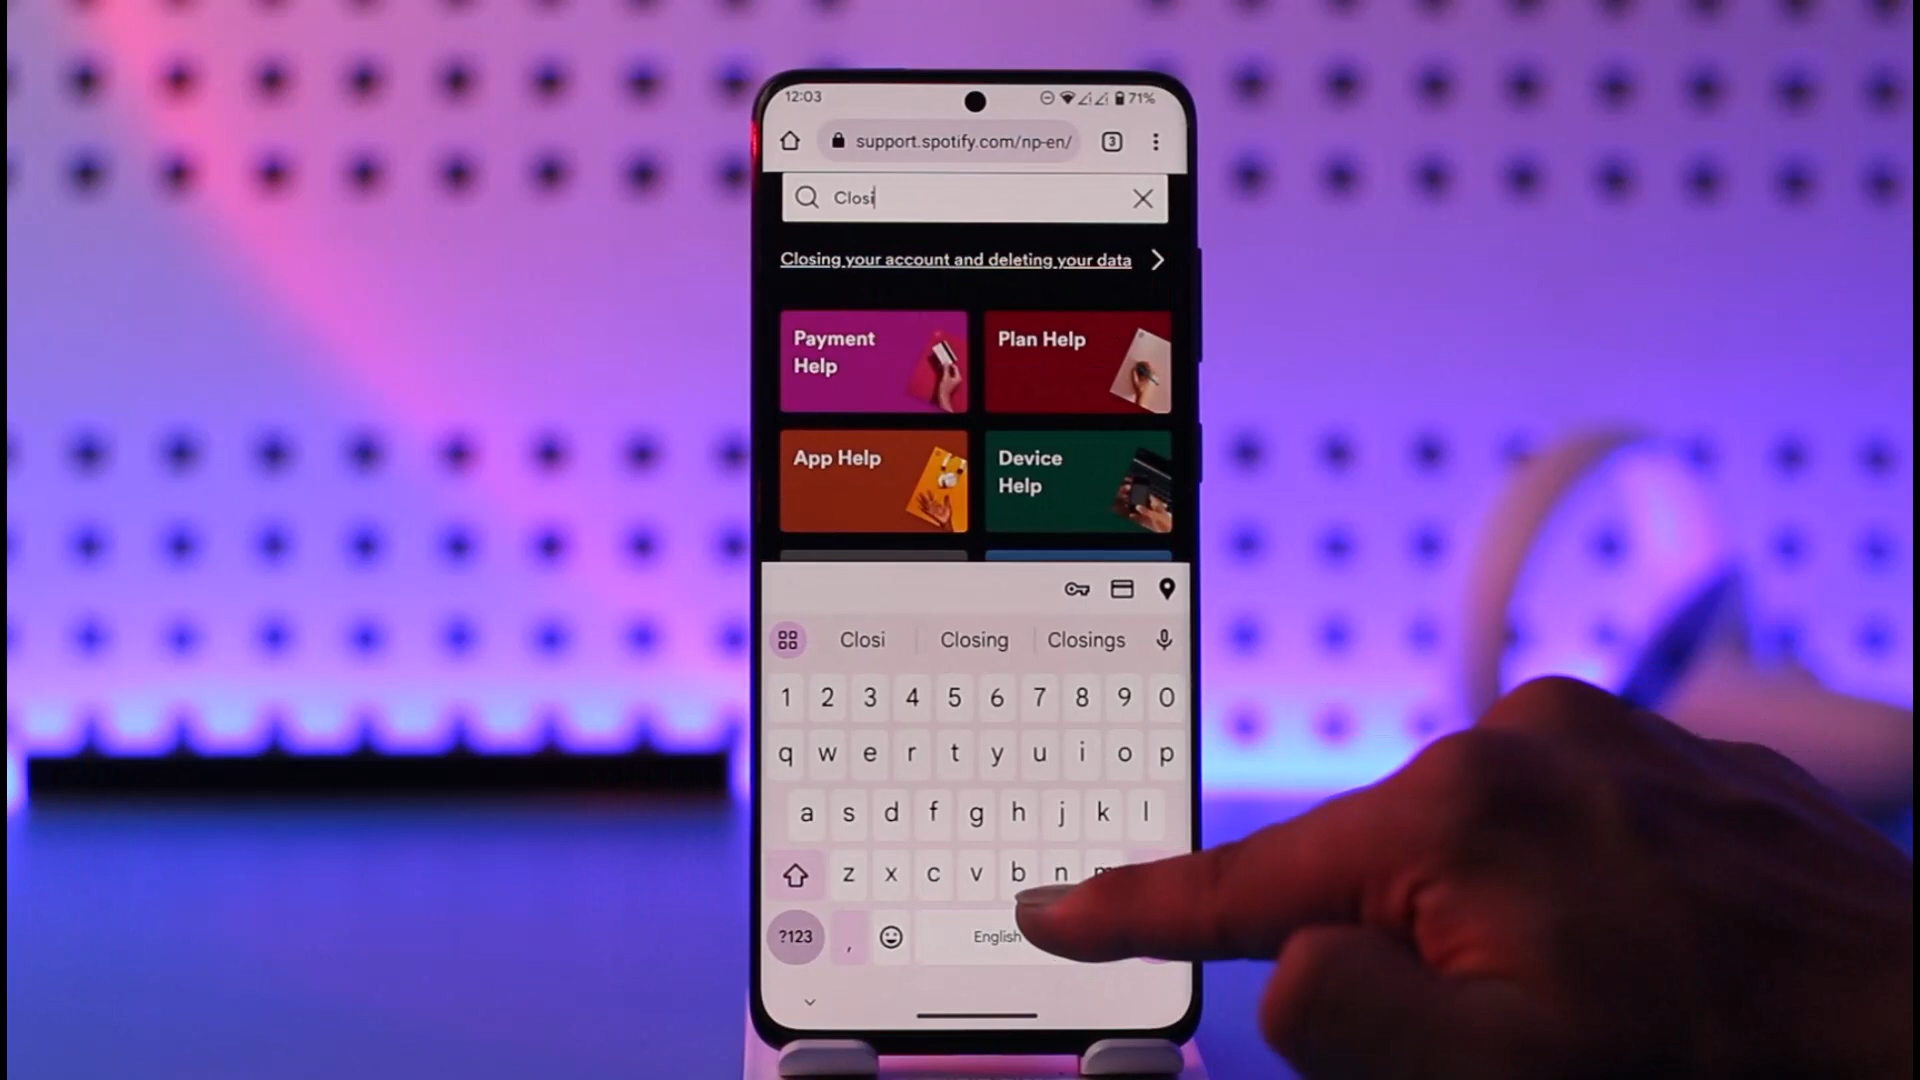 12:03 71%
support.spotify.com/np-en/ 3
Closi
Closing your account and deleting your data
Payment
Help
Plan Help
App Help
Device
Help
Closi Closing Closings
1 2 3 4 5 6 7 8 9 0
q w e r t y u i o p
a s d f g h j k l
z x c v b n m
?123 , English